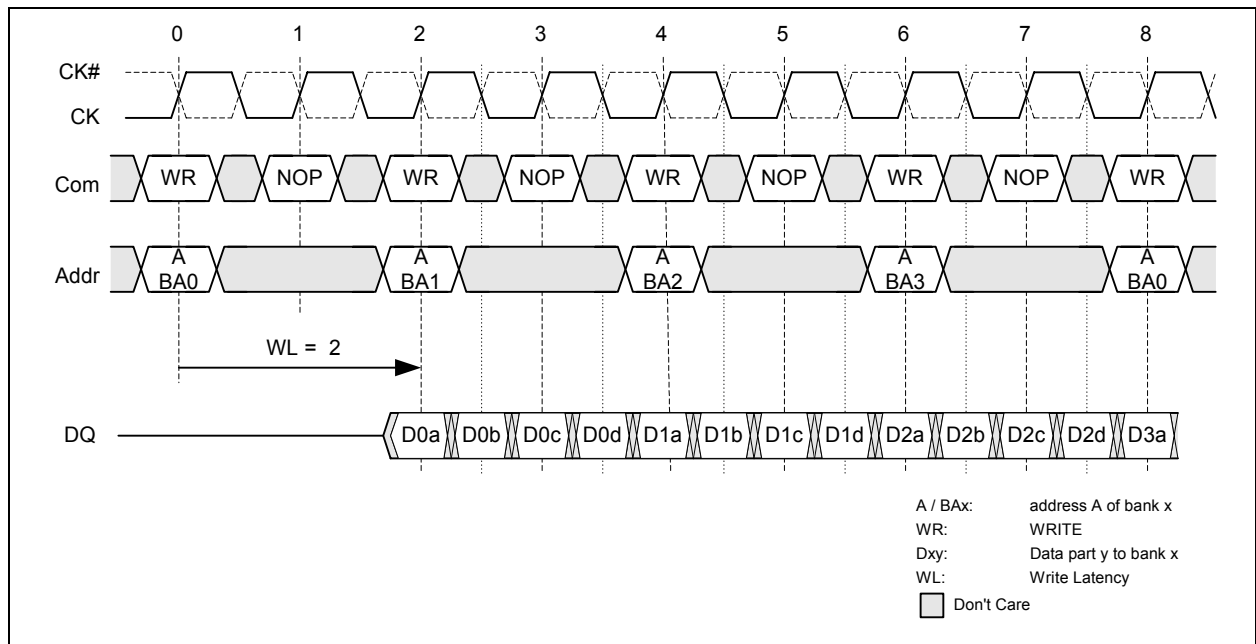 0 1 2 3 4 5 6 7 8
CK#
CK
Com WR NOP WR NOP WR NOP WR NOP WR
A A A A A
Addr
BA0 BA1 BA2 BA3 BA0
WL = 2
DQ D0a D0b D0c D0d D1a D1b D1c D1d D2a D2b D2c D2d D3a
A / BAx: address A of bank x
WR: WRITE
Dxy: Data part y to bank x
WL: Write Latency
Don't Care